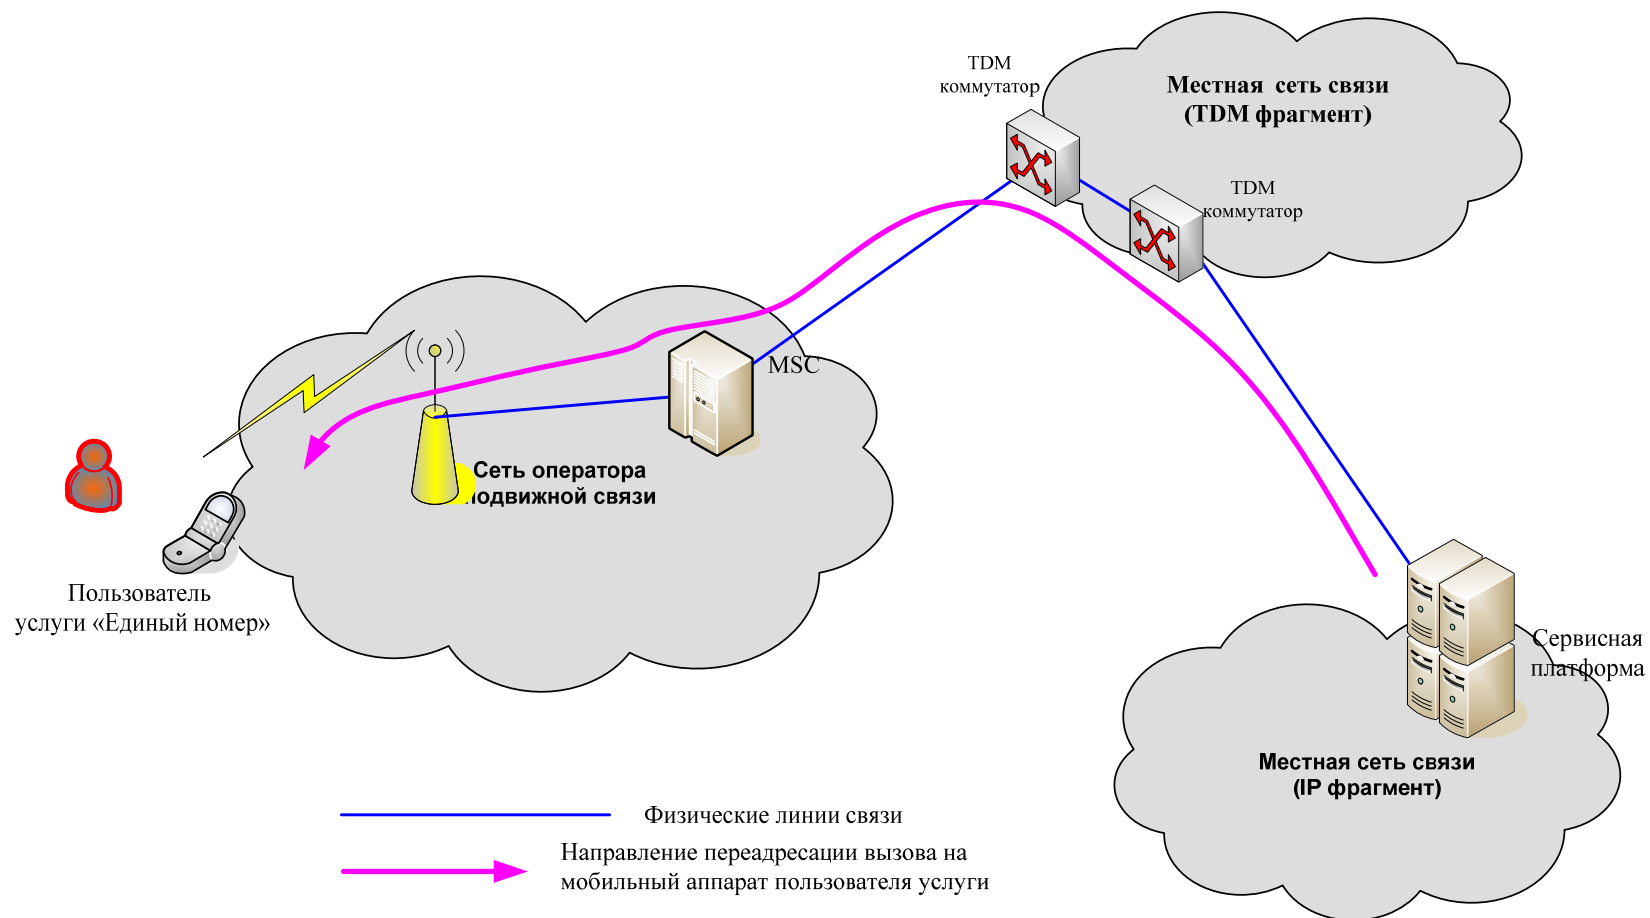 TDM
коммутатор
Местная сеть связи
(TDM фрагмент)
TDM
коммутатор
MSC
Сеть оператора
подвижной связи
Пользователь
услуги «Единый номер»
Сервисная
платформа
Местная сеть связи
(IP фрагмент)
Физические линии связи
Направление переадресации вызова на
мобильный аппарат пользователя услуги